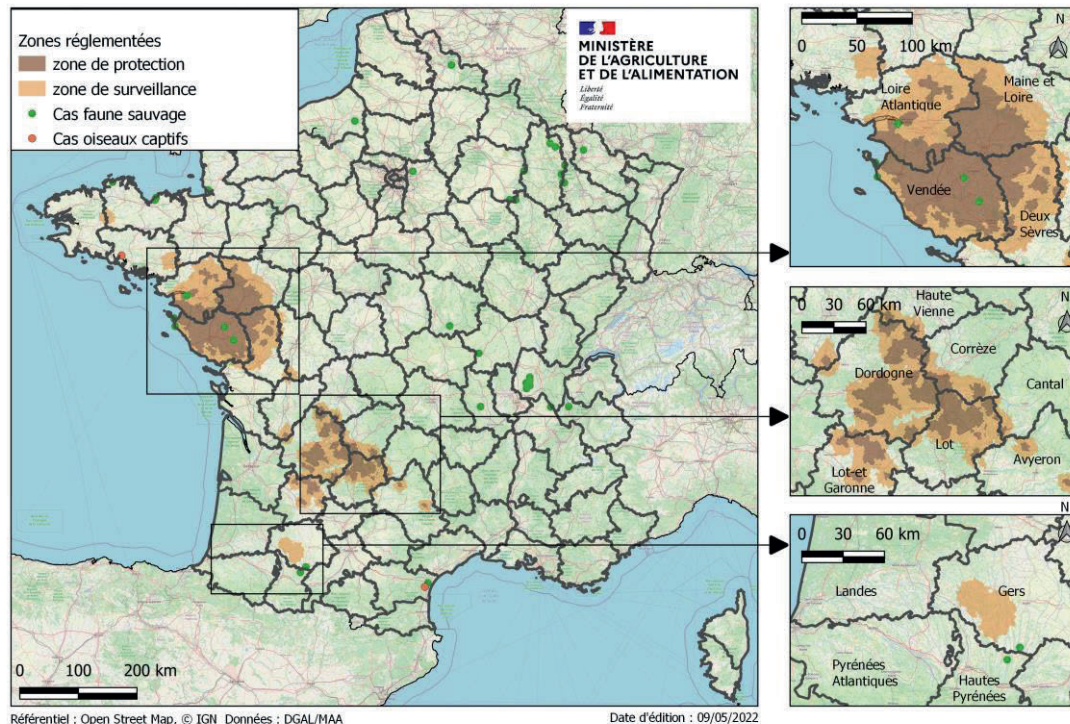 Zones réglementées
zone de protection
zone de surveillance
Cas faune sauvage
Cas oiseaux captifs
MINISTÈRE
DE L'AGRICULTURE
ET DE L'ALIMENTATION
Liberté
Égalité
Fraternité
0 100 200 km
Référentiel : Open Street Map, © IGN Données : DGAL/MAA
Date d'édition : 09/05/2022
0 50 100 km
N
Loire
Atlantique
Maine et
Loire
Vendée
Deux
Sèvres
0 30 60 km
N
Haute
Vienne
Corrèze
Dordogne
Cantal
Lot
Lot-et
Garonne
Aveyron
N
0 30 60 km
Landes
Gers
Pyrénées
Atlantiques
Hautes
Pyrénées